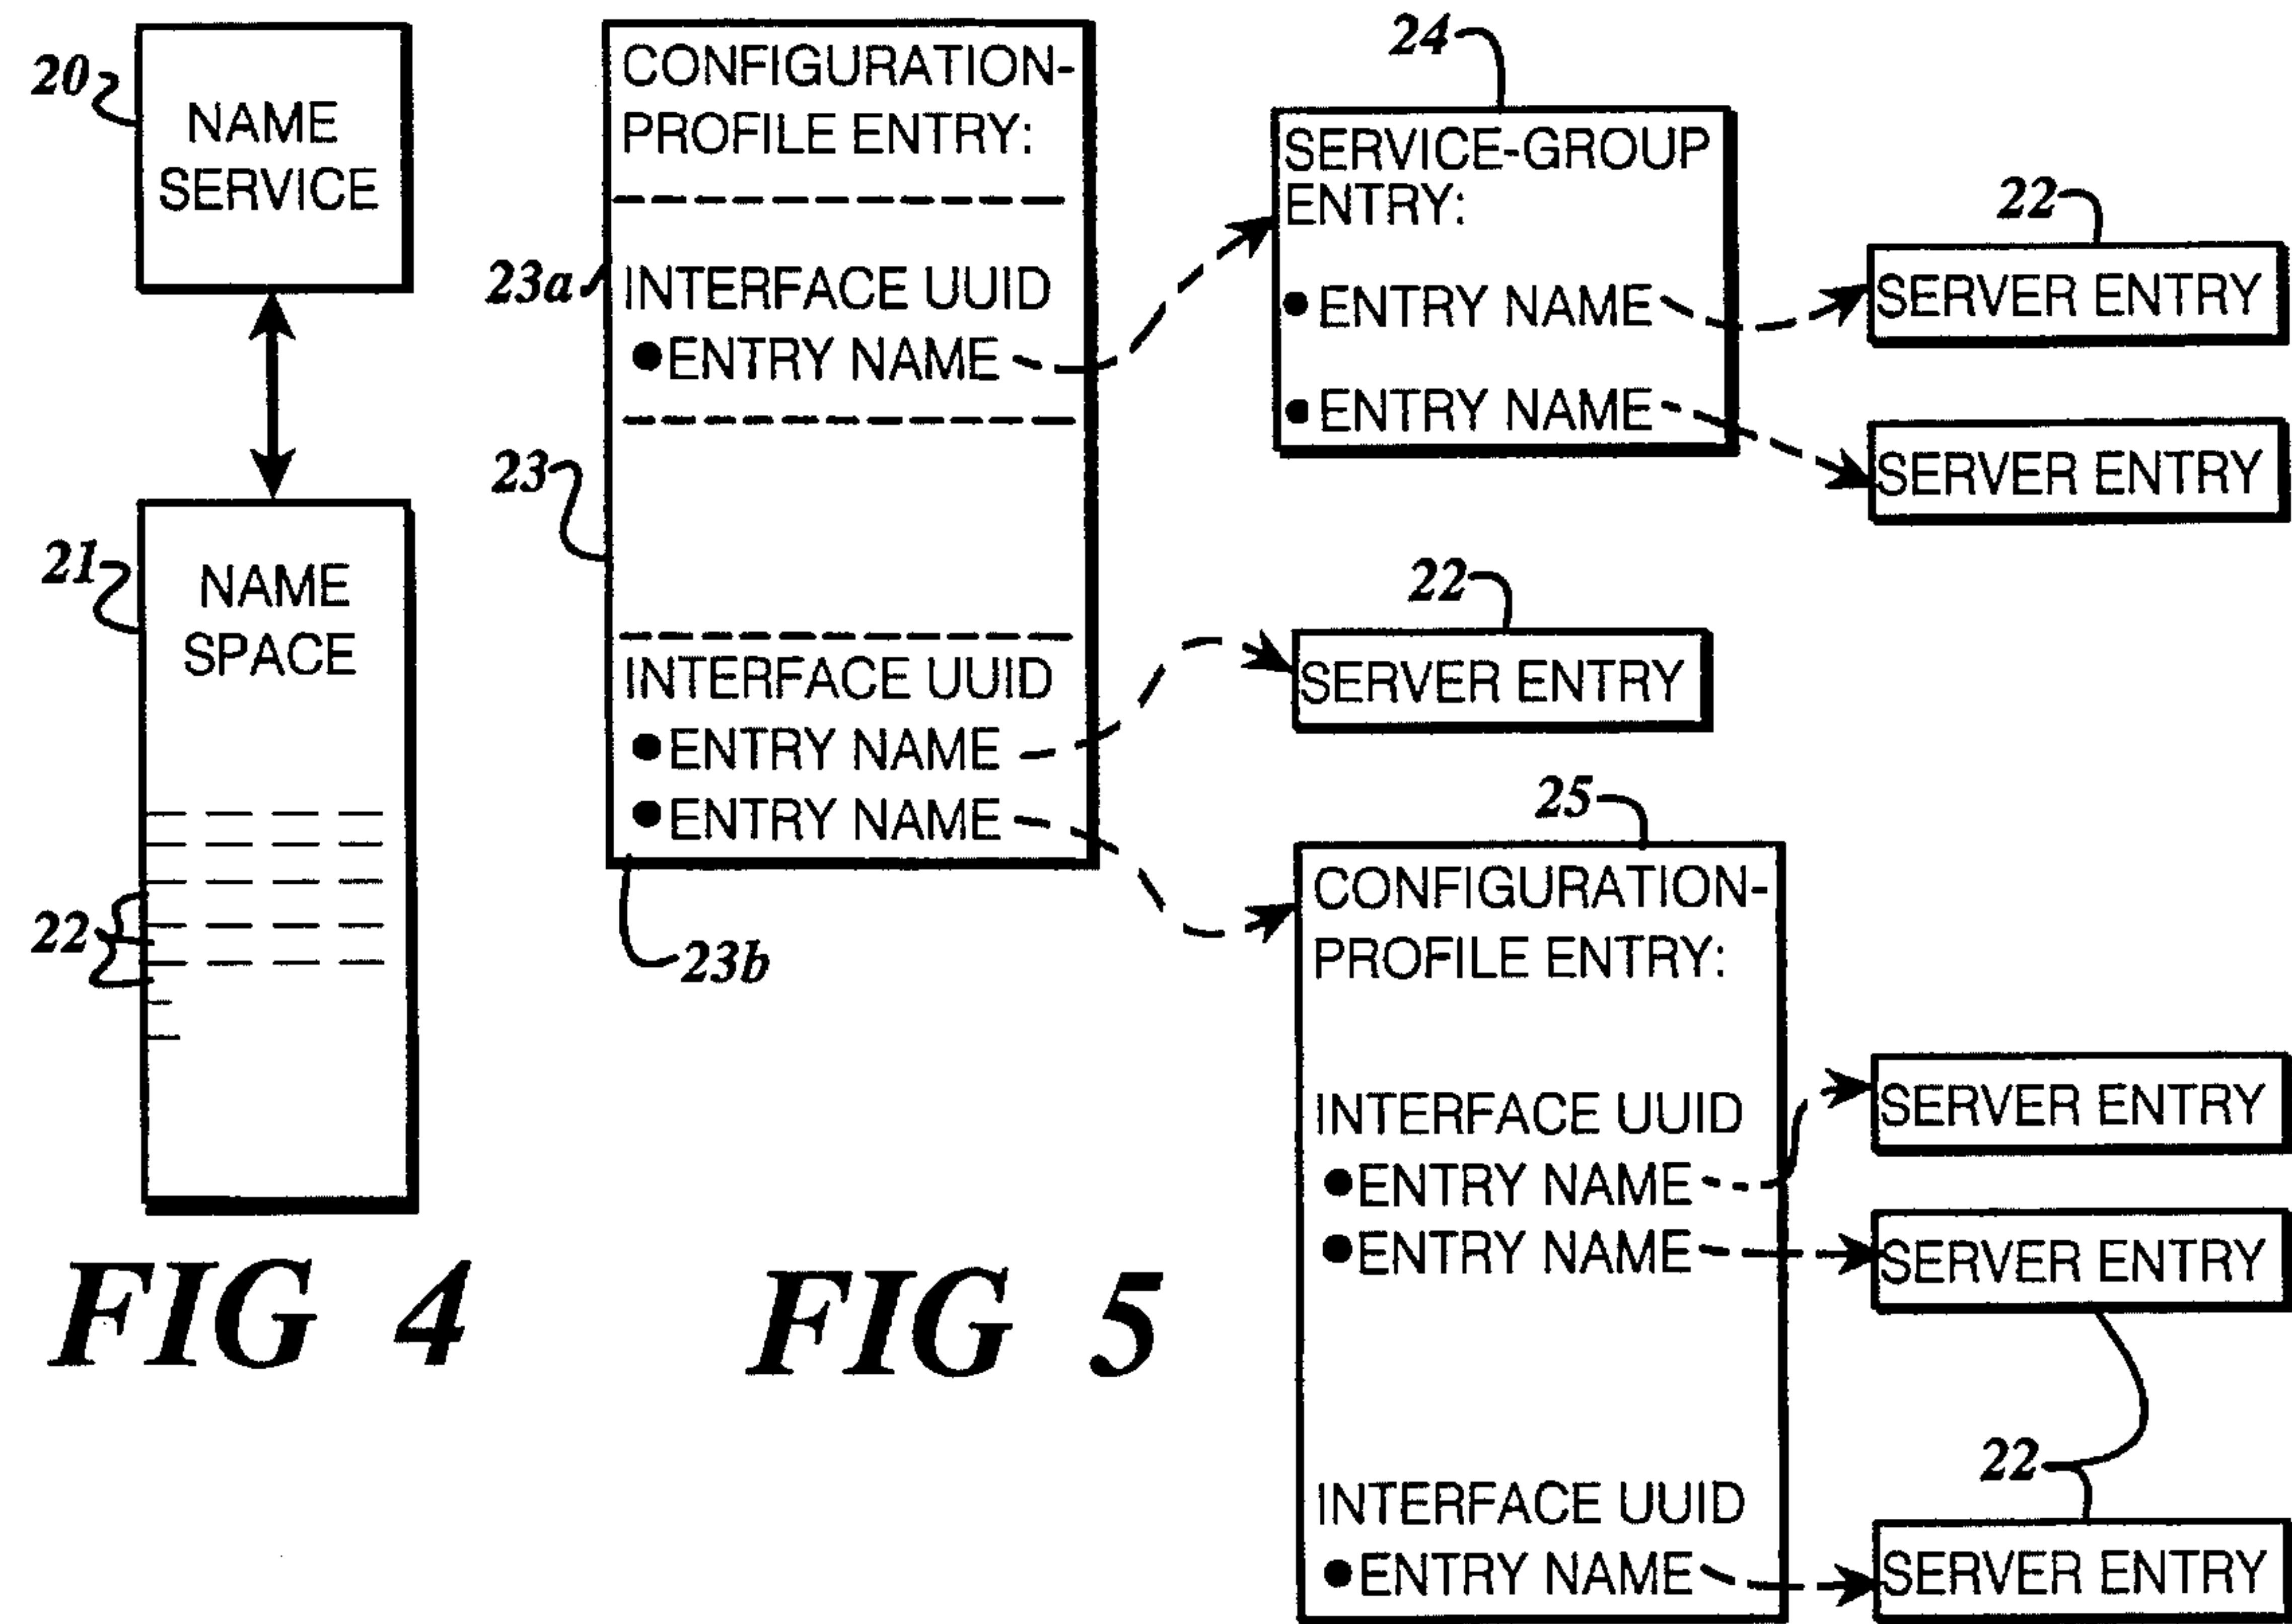 20
NAME
SERVICE
21
NAME
SPACE
22
FIG 4
CONFIGURATION-
PROFILE ENTRY:
23a
INTERFACE UUID
●ENTRY NAME
23
INTERFACE UUID
●ENTRY NAME
●ENTRY NAME
23b
24
SERVICE-GROUP
ENTRY:
● ENTRY NAME
● ENTRY NAME
22
SERVER ENTRY
SERVER ENTRY
22
SERVER ENTRY
25
CONFIGURATION-
PROFILE ENTRY:
INTERFACE UUID
●ENTRY NAME
●ENTRY NAME
INTERFACE UUID
●ENTRY NAME
SERVER ENTRY
SERVER ENTRY
22
SERVER ENTRY
FIG 5